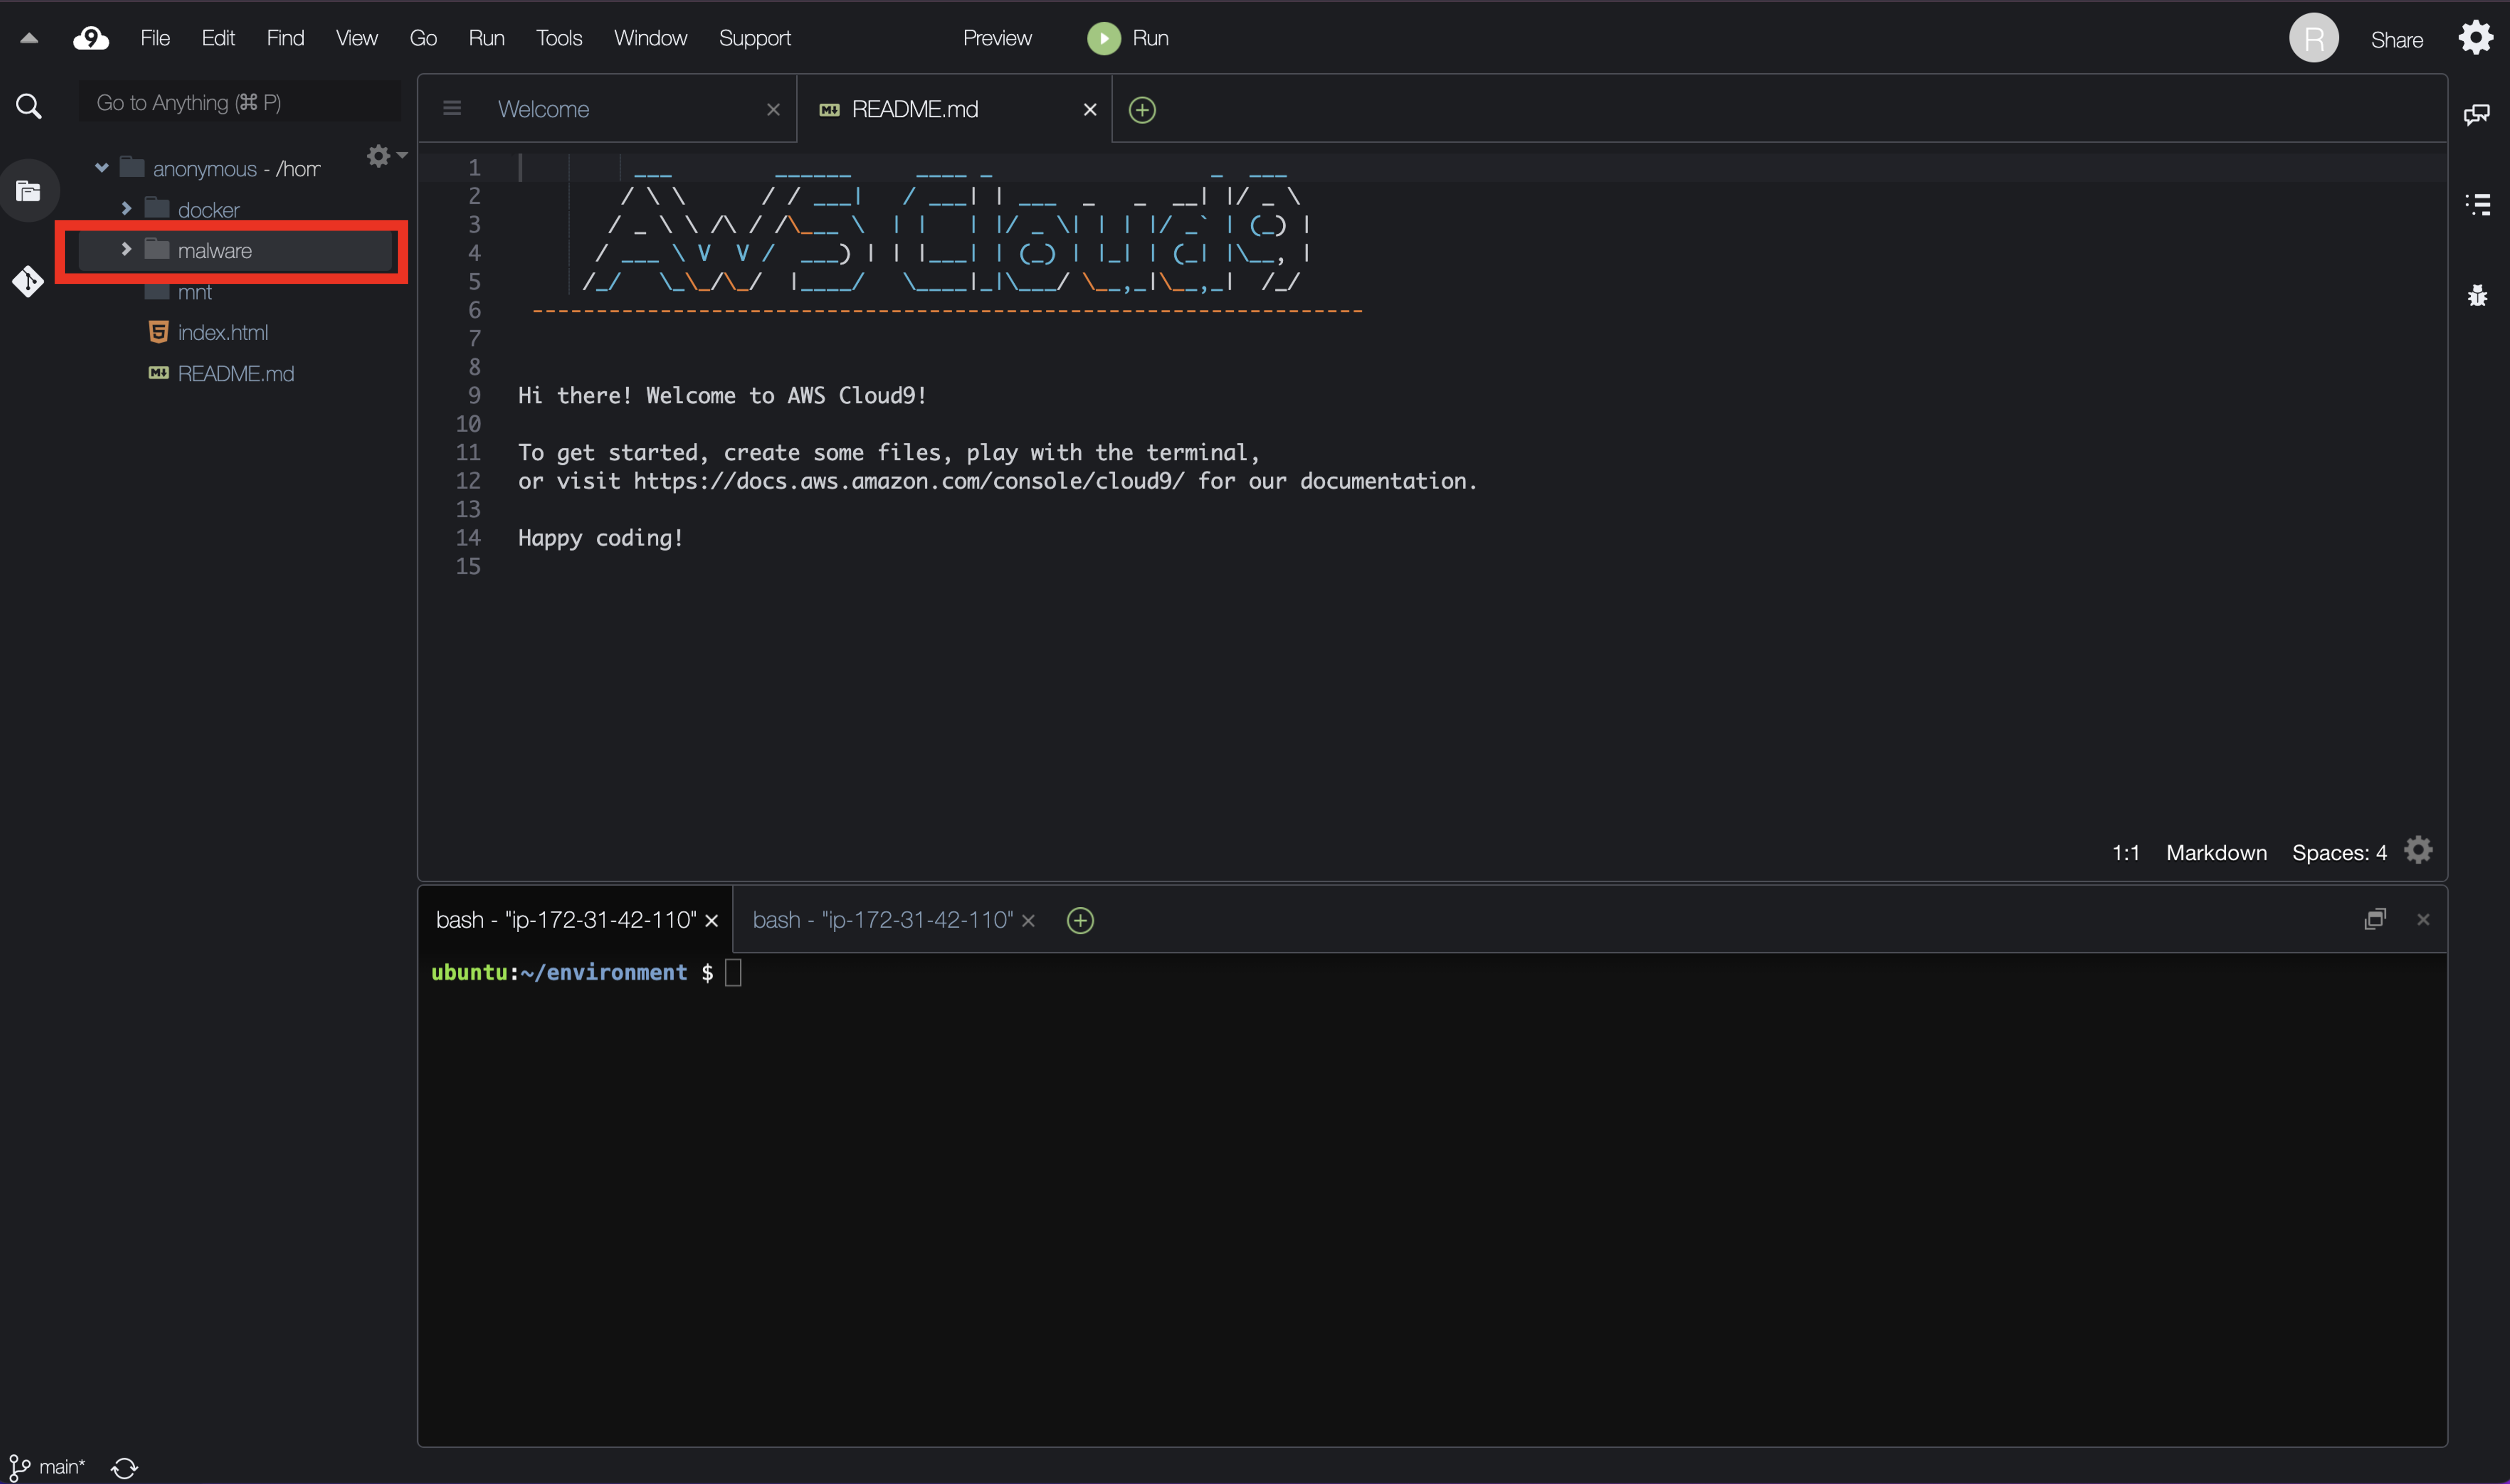 9 File Edit Find View Go Run Tools Window Support Preview Run R Share
Go to Anything (⌘ P)
anonymous - /hom
docker
malware
mnt
index.html
README.md
Welcome
README.md
1
2
3
4
5
6
7
8
9 Hi there! Welcome to AWS Cloud9!
10
11 To get started, create some files, play with the terminal,
12 or visit https://docs.aws.amazon.com/console/cloud9/ for our documentation.
13
14 Happy coding!
15
AWS Cloud9
1:1 Markdown Spaces: 4
bash - "ip-172-31-42-110" bash - "ip-172-31-42-110"
ubuntu:~/environment $
main*